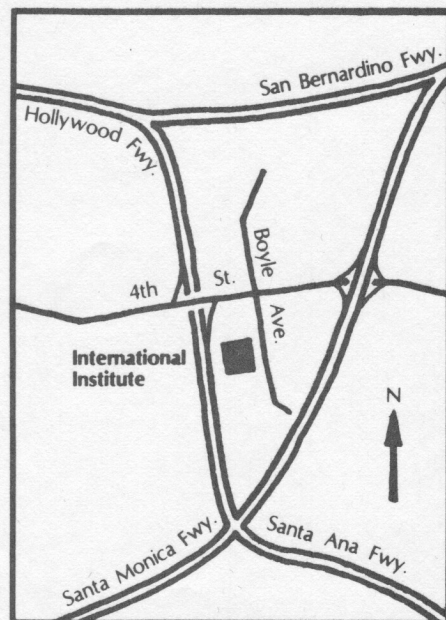 San Bernardino Fwy.
Hollywood Fwy.
Boyle Ave.
4th St.
International
Institute
N
Santa Monica Fwy.
Santa Ana Fwy.